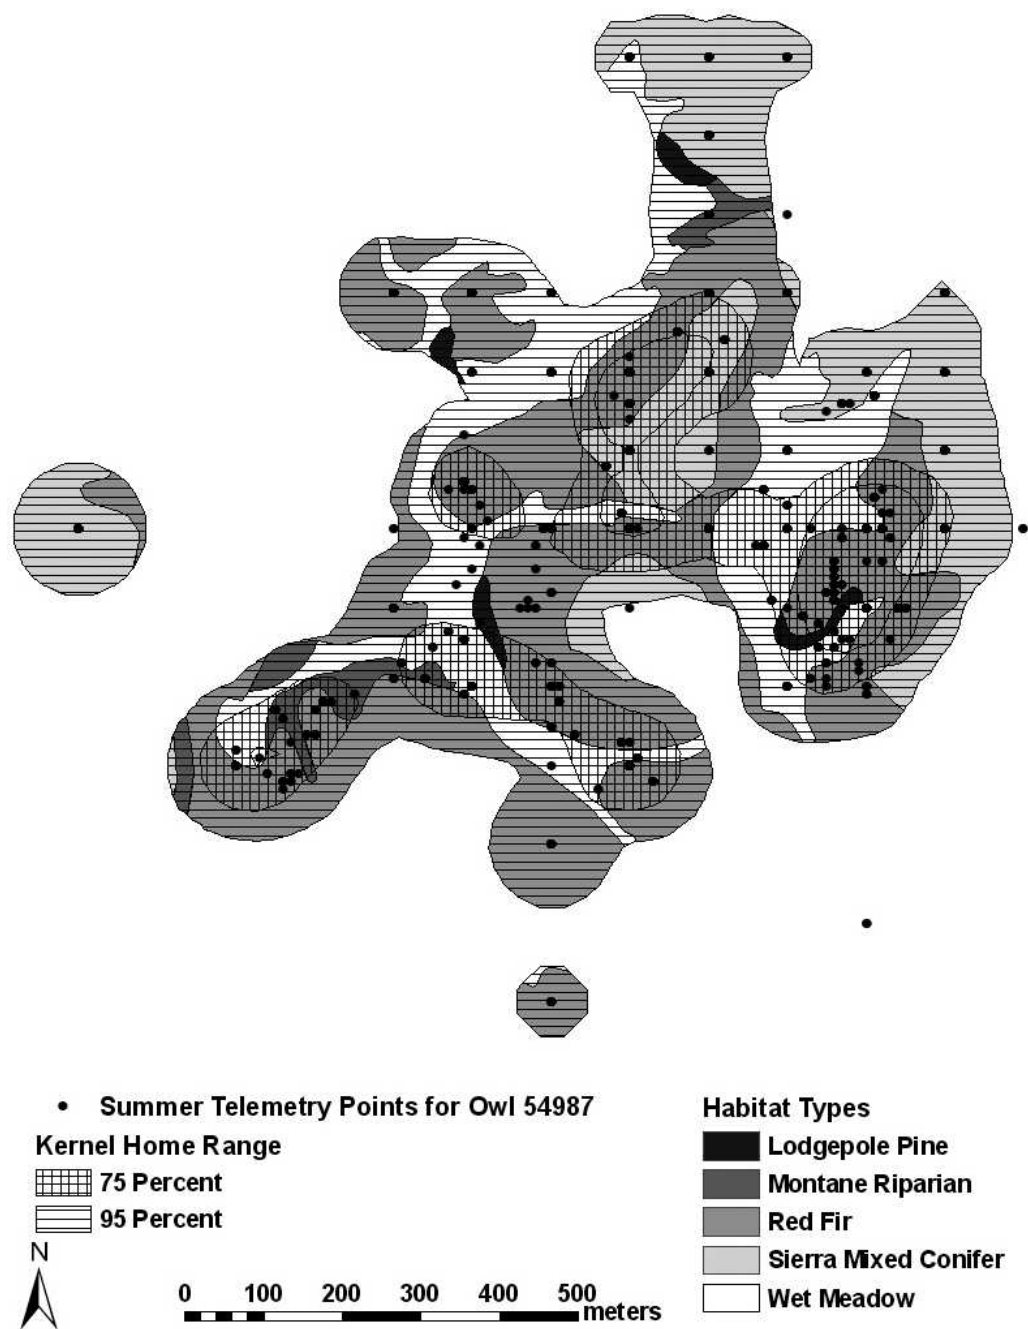 Summer Telemetry Points for Owl 54987
Kernel Home Range
75 Percent
95 Percent
N
0 100 200 300 400 500
meters
Habitat Types
Lodgepole Pine
Montane Riparian
Red Fir
Sierra Mixed Conifer
Wet Meadow